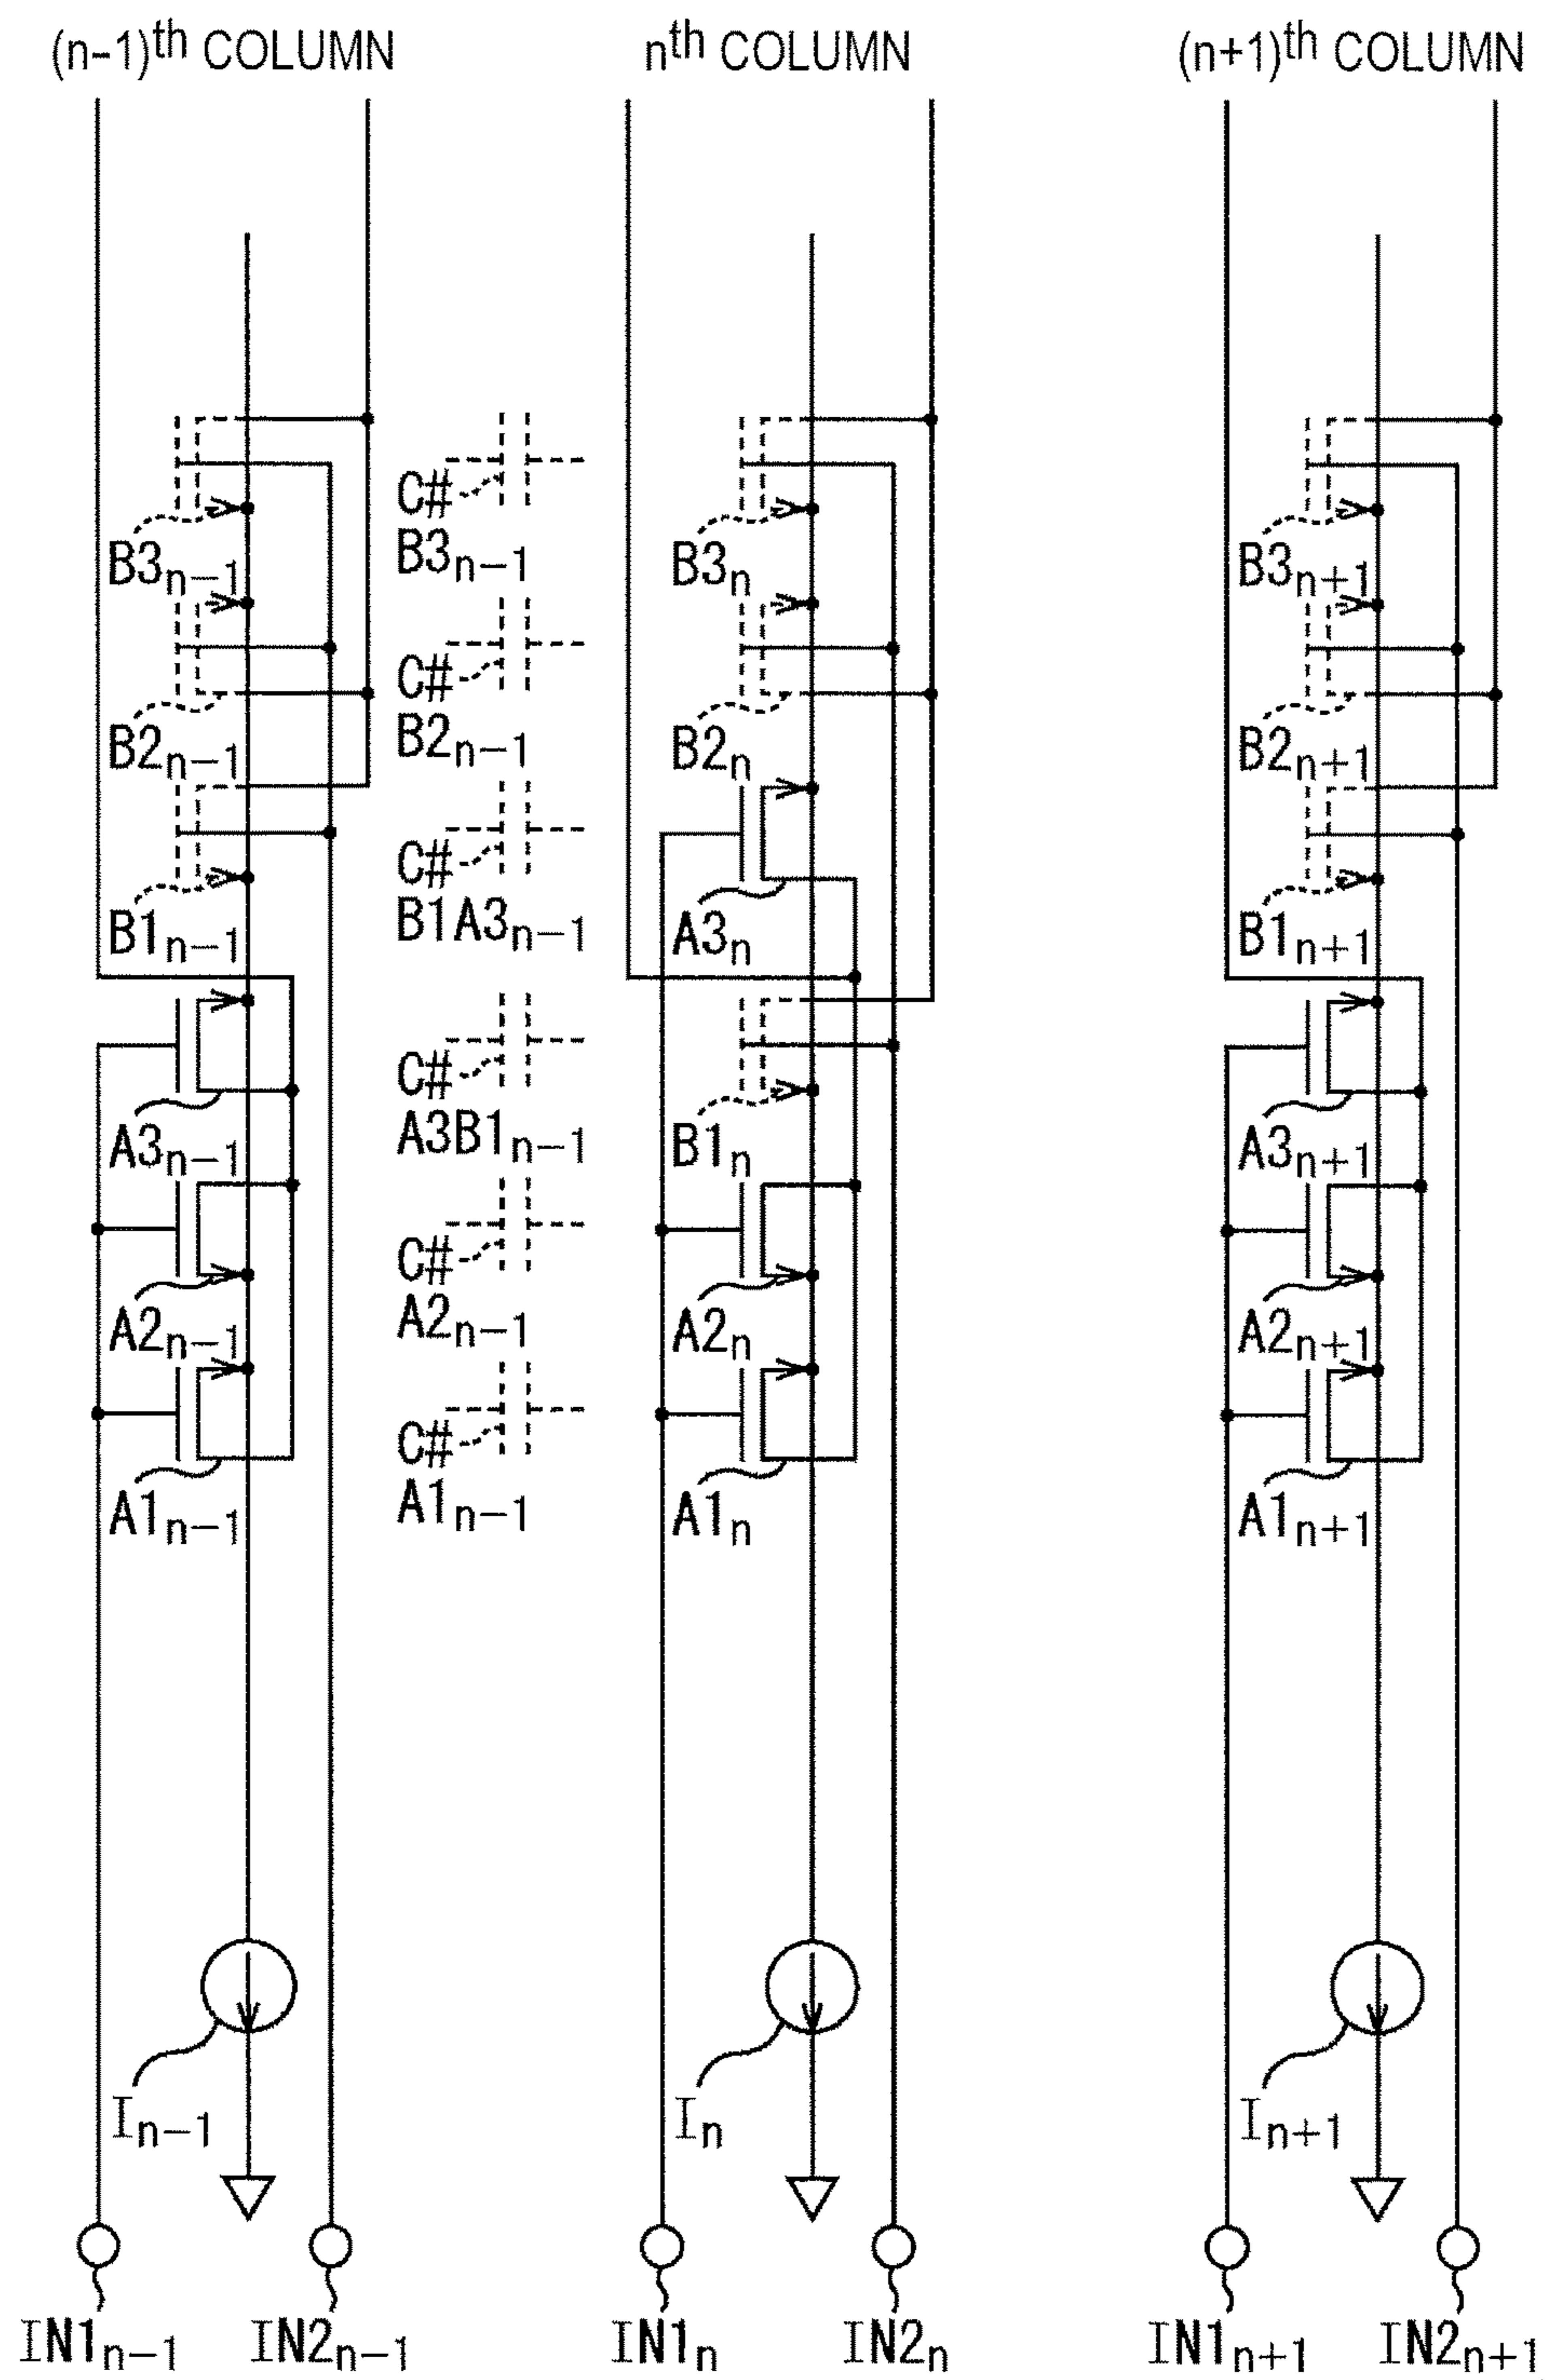 (n-1)th COLUMN
nth COLUMN
(n+1)th COLUMN
B3n-1
C#
B3n-1
B3n
B3n+1
B2n-1
C#
B2n-1
B2n
B2n+1
B1n-1
C#
B1A3n-1
A3n
B1n+1
A3n-1
C#
A3B1n-1
B1n
A3n+1
A2n-1
C#
A2n-1
A2n
A2n+1
A1n-1
C#
A1n-1
A1n
A1n+1
In-1
In
In+1
IN1n-1
IN2n-1
IN1n
IN2n
IN1n+1
IN2n+1